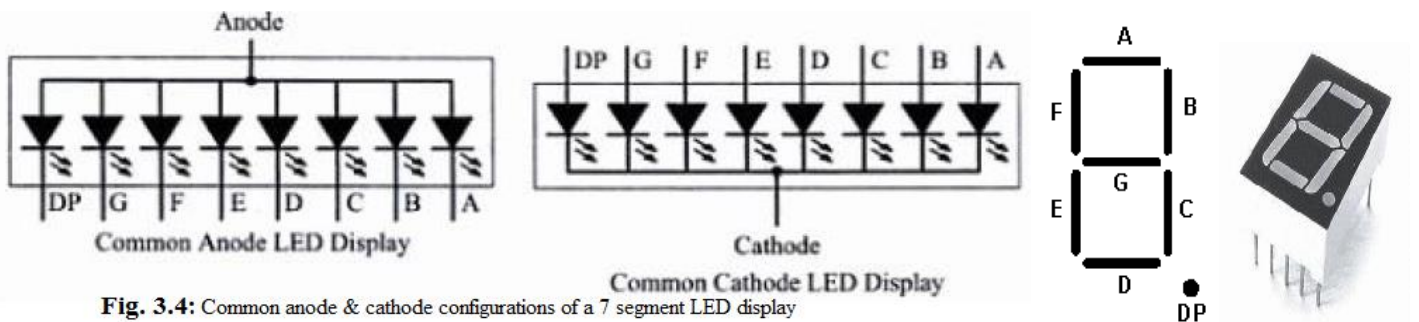 Anode
DP G F E D C B A
Common Anode LED Display
DP G F E D C B A
Cathode
Common Cathode LED Display
A
F B
G
E C
D
DP
Fig. 3.4: Common anode & cathode configurations of a 7 segment LED display